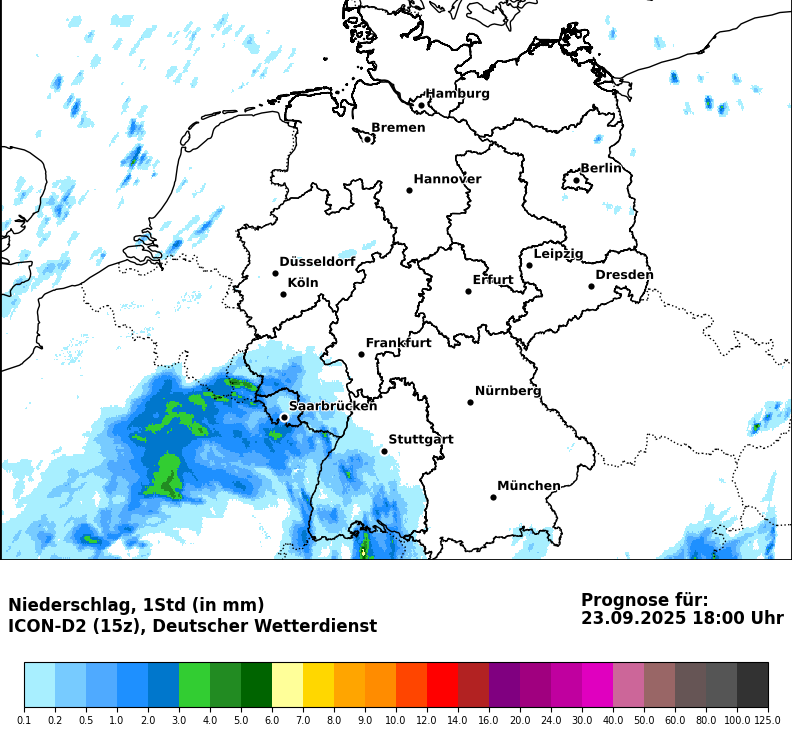 Hamburg
Bremen
Berlin
Hannover
Leipzig
Düsseldorf
Dresden
Köln
Erfurt
Frankfurt
Nürnberg
Saarbrücken
Stuttgart
München
Niederschlag, 1Std (in mm)
ICON-D2 (15z), Deutscher Wetterdienst
Prognose für:
23.09.2025 18:00 Uhr
0.1 0.2 0.5 1.0 2.0 3.0 4.0 5.0 6.0 7.0 8.0 9.0 10.0 12.0 14.0 16.0 20.0 24.0 30.0 40.0 50.0 60.0 80.0 100.0 125.0